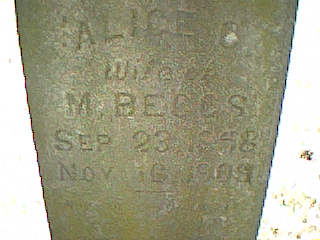 ALICE
Wife of
M. BEGGS
SEP 23, 1858
NOV 16, 1909